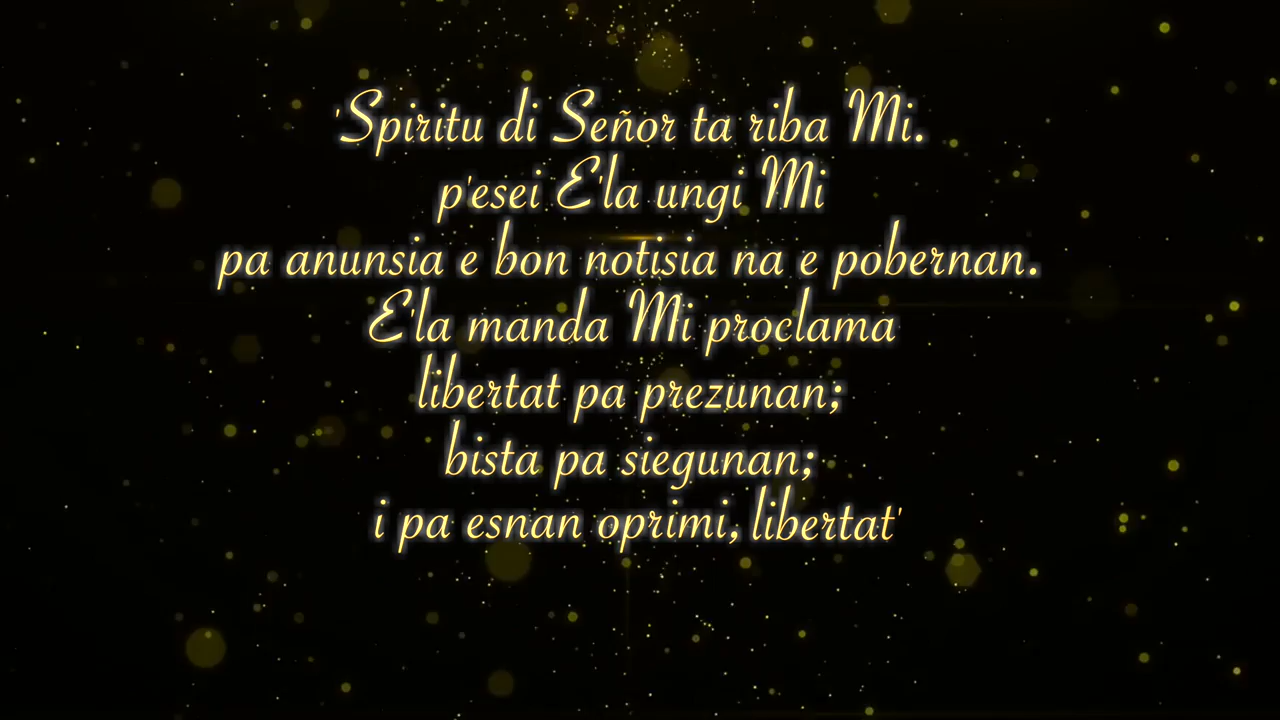 'Spiritu di Señor ta riba Mi.
p'esei E'la ungi Mi
pa anunsia e bon notisia na e pobernan.
E'la manda Mi proclama
libertat pa prezunan;
bista pa siegunan;
i pa esnan oprimi, libertat'